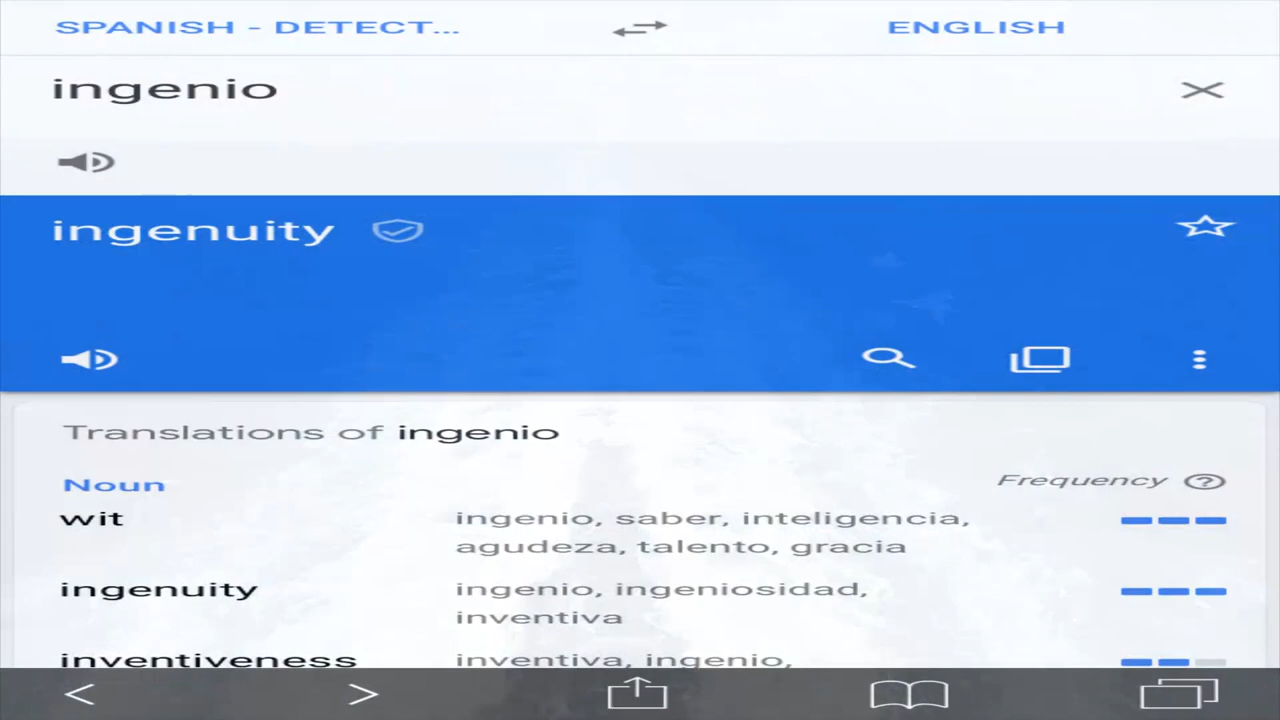 SPANISH - DETECT...
ENGLISH
ingenio
ingenuity
Translations of ingenio
Noun
Frequency
wit
ingenio, saber, inteligencia,
agudeza, talento, gracia
ingenuity
ingenio, ingeniosidad,
inventiva
inventiveness
inventiva, ingenio,